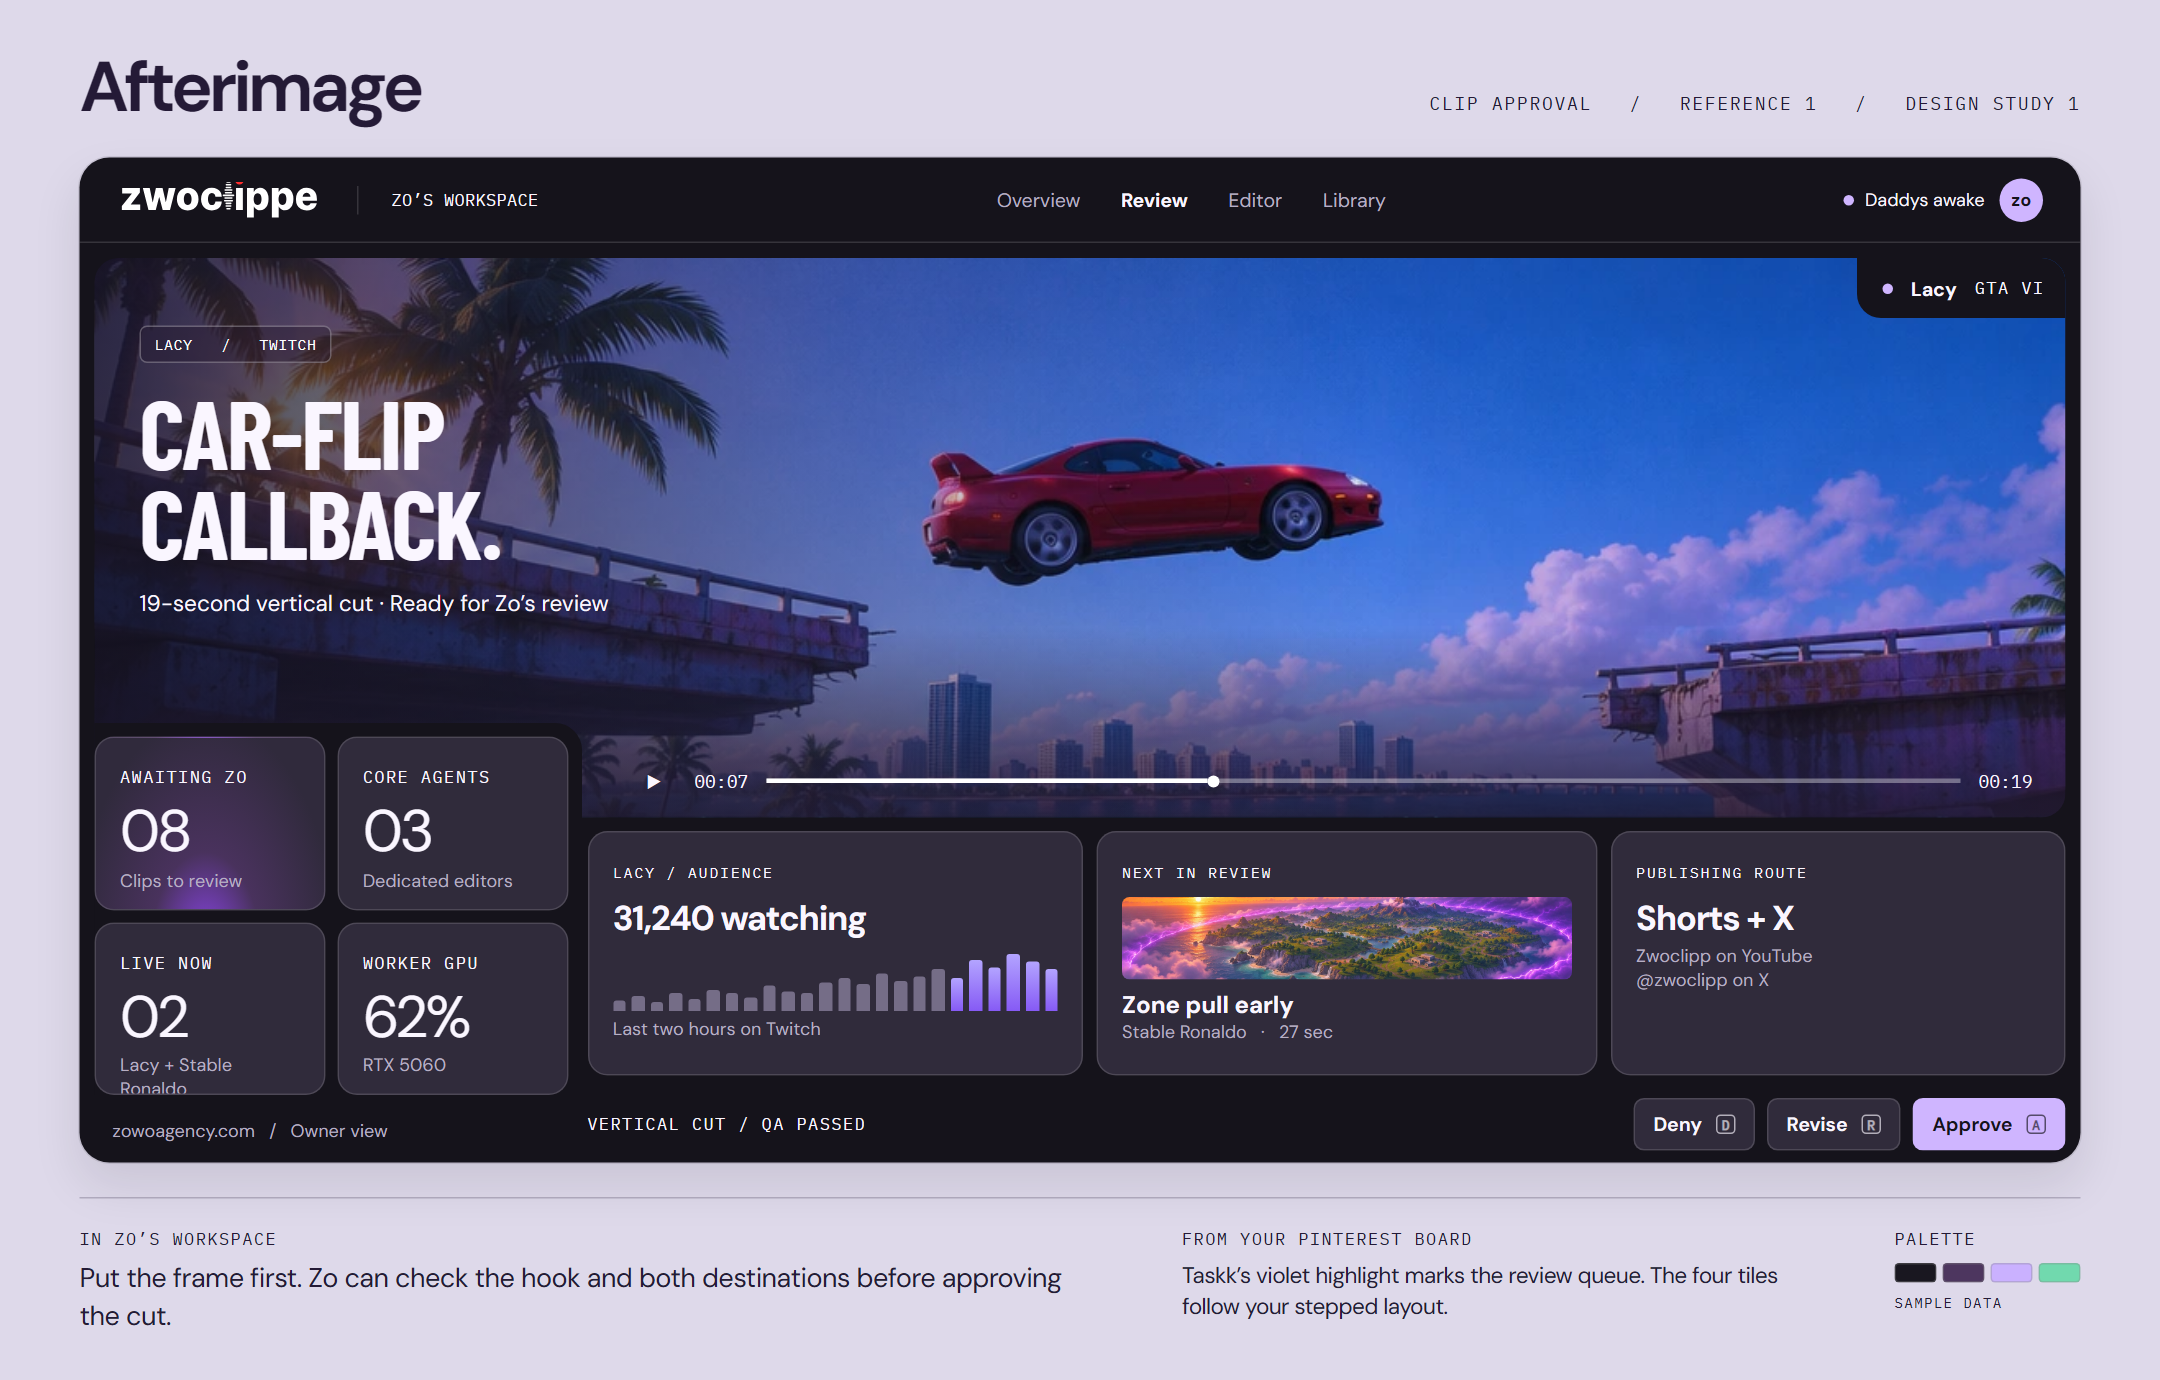 Afterimage
CLIP APPROVAL / REFERENCE 1 / DESIGN STUDY 1
zwoclippe
ZO’S WORKSPACE
Overview Review Editor Library
Daddys awake
zo
Lacy GTA VI
LACY / TWITCH
CAR-FLIP
CALLBACK.
19-second vertical cut · Ready for Zo’s review
00:07
00:19
AWAITING ZO
08
Clips to review
CORE AGENTS
03
Dedicated editors
LIVE NOW
02
Lacy + Stable
Ronaldo
WORKER GPU
62%
RTX 5060
LACY / AUDIENCE
31,240 watching
Last two hours on Twitch
NEXT IN REVIEW
Zone pull early
Stable Ronaldo · 27 sec
PUBLISHING ROUTE
Shorts + X
Zwoclipp on YouTube
@zwoclipp on X
zowoagency.com / Owner view
VERTICAL CUT / QA PASSED
Deny D
Revise R
Approve A
IN ZO’S WORKSPACE
Put the frame first. Zo can check the hook and both destinations before approving
the cut.
FROM YOUR PINTEREST BOARD
Taskk’s violet highlight marks the review queue. The four tiles
follow your stepped layout.
PALETTE
SAMPLE DATA